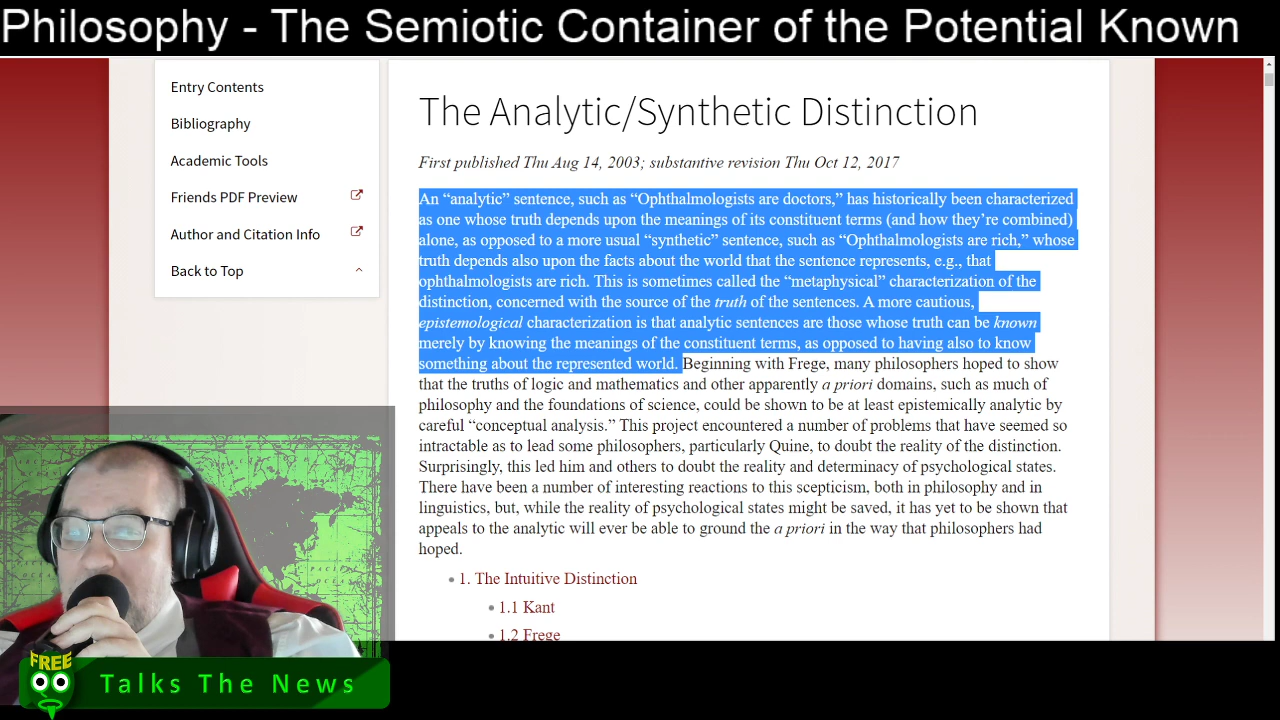 Philosophy - The Semiotic Container of the Potential Known
Entry Contents
Bibliography
Academic Tools
Friends PDF Preview
Author and Citation Info
Back to Top
The Analytic/Synthetic Distinction
First published Thu Aug 14, 2003; substantive revision Thu Oct 12, 2017
An “analytic” sentence, such as “Ophthalmologists are doctors,” has historically been characterized
as one whose truth depends upon the meanings of its constituent terms (and how they’re combined)
alone, as opposed to a more usual “synthetic” sentence, such as “Ophthalmologists are rich,” whose
truth depends also upon the facts about the world that the sentence represents, e.g., that
ophthalmologists are rich. This is sometimes called the “metaphysical” characterization of the
distinction, concerned with the source of the truth of the sentences. A more cautious,
epistemological characterization is that analytic sentences are those whose truth can be known
merely by knowing the meanings of the constituent terms, as opposed to having also to know
something about the represented world. Beginning with Frege, many philosophers hoped to show
that the truths of logic and mathematics and other apparently a priori domains, such as much of
philosophy and the foundations of science, could be shown to be at least epistemically analytic by
careful “conceptual analysis.” This project encountered a number of problems that have seemed so
intractable as to lead some philosophers, particularly Quine, to doubt the reality of the distinction.
Surprisingly, this led him and others to doubt the reality and determinacy of psychological states.
There have been a number of interesting reactions to this scepticism, both in philosophy and in
linguistics, but, while the reality of psychological states might be saved, it has yet to be shown that
appeals to the analytic will ever be able to ground the a priori in the way that philosophers had
hoped.
1. The Intuitive Distinction
1.1 Kant
1.2 Frege
FREE
Talks The News